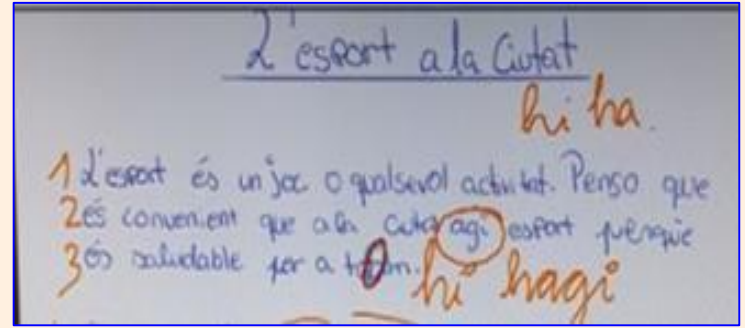 L'esport a la Ciutat
hi ha.
1 L'esport és un joc o qualsevol activitat. Penso que
2 és convenient que a la ciutat agi esport perquè
3 és saludable per a tothom.
hi hagi